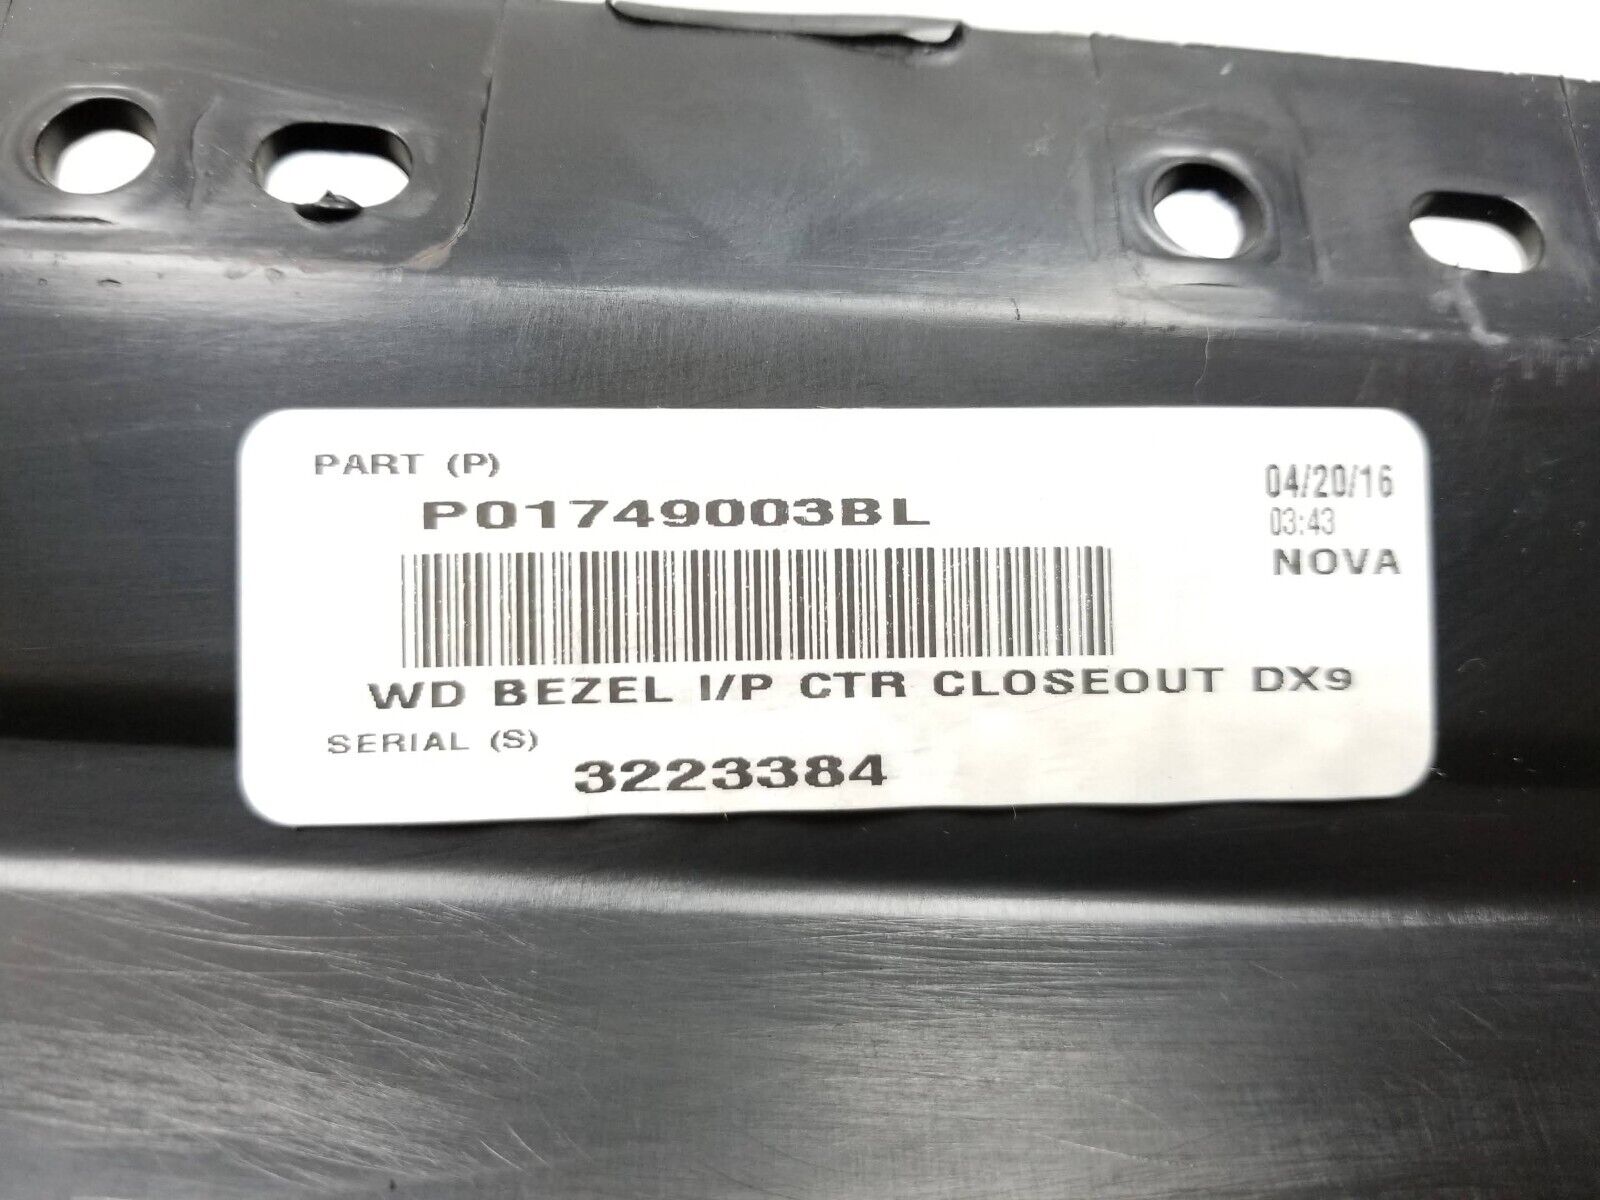 PART (P)
P01749003BL
04/20/16
03:43
NOVA
WD BEZEL I/P CTR CLOSEOUT DX9
SERIAL (S)
3223384